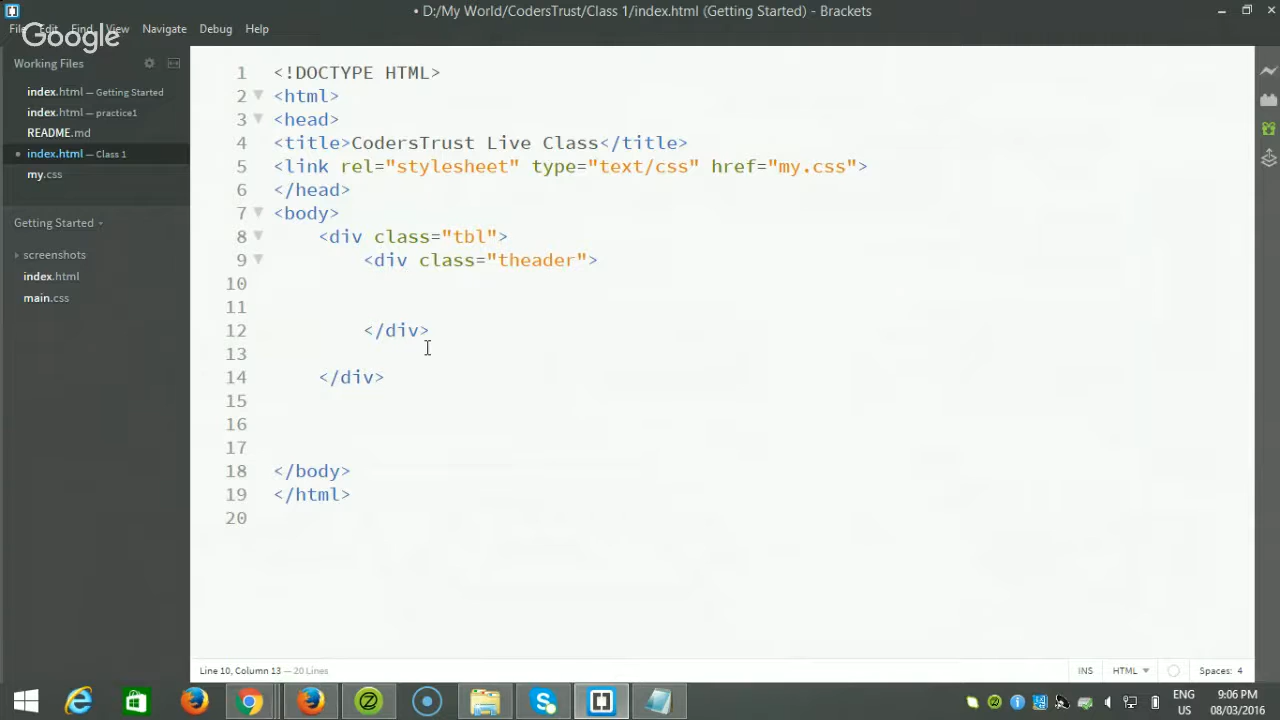 • D:/My World/CodersTrust/Class 1/index.html (Getting Started) - Brackets
File Edit Find View Navigate Debug Help
Google
Working Files
index.html — Getting Started
index.html — practice1
README.md
• index.html — Class 1
my.css
Getting Started
screenshots
index.html
main.css
1 <!DOCTYPE HTML>
2 <html>
3 <head>
4 <title>CodersTrust Live Class</title>
5 <link rel="stylesheet" type="text/css" href="my.css">
6 </head>
7 <body>
8 <div class="tbl">
9 <div class="theader">
10
11
12 </div>
13
14 </div>
15
16
17
18 </body>
19 </html>
20
Line 10, Column 13 — 20 Lines
INS HTML Spaces: 4
ENG 9:06 PM
US 08/03/2016